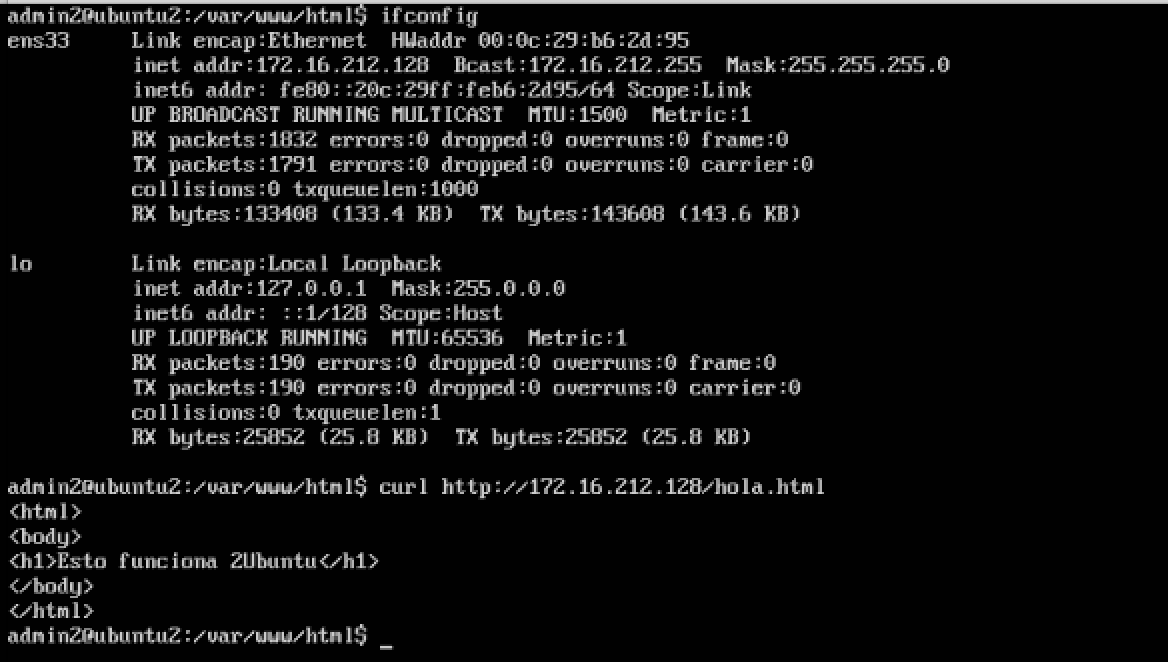 admin2@ubuntu2:/var/www/html$ ifconfig
ens33     Link encap:Ethernet  HWaddr 00:0c:29:b6:2d:95
          inet addr:172.16.212.128  Bcast:172.16.212.255  Mask:255.255.255.0
          inet6 addr: fe80::20c:29ff:feb6:2d95/64 Scope:Link
          UP BROADCAST RUNNING MULTICAST  MTU:1500  Metric:1
          RX packets:1832 errors:0 dropped:0 overruns:0 frame:0
          TX packets:1791 errors:0 dropped:0 overruns:0 carrier:0
          collisions:0 txqueuelen:1000
          RX bytes:133408 (133.4 KB)  TX bytes:143608 (143.6 KB)

lo        Link encap:Local Loopback
          inet addr:127.0.0.1  Mask:255.0.0.0
          inet6 addr: ::1/128 Scope:Host
          UP LOOPBACK RUNNING  MTU:65536  Metric:1
          RX packets:190 errors:0 dropped:0 overruns:0 frame:0
          TX packets:190 errors:0 dropped:0 overruns:0 carrier:0
          collisions:0 txqueuelen:1
          RX bytes:25852 (25.8 KB)  TX bytes:25852 (25.8 KB)

admin2@ubuntu2:/var/www/html$ curl http://172.16.212.128/hola.html
<html>
<body>
<h1>Esto funciona 2Ubuntu</h1>
</body>
</html>
admin2@ubuntu2:/var/www/html$ _